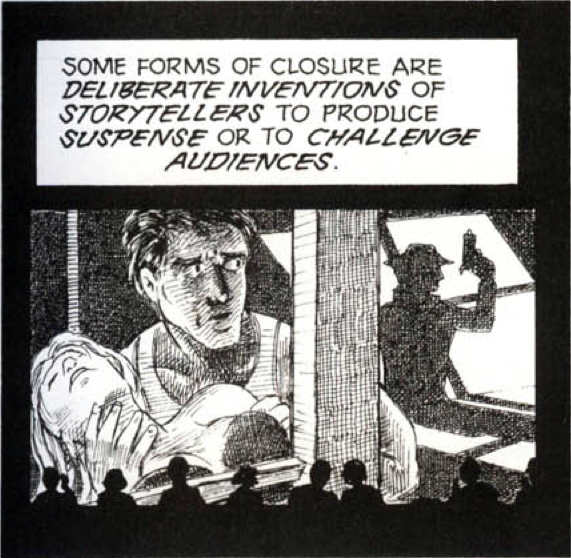 SOME FORMS OF CLOSURE ARE
DELIBERATE INVENTIONS OF
STORYTELLERS TO PRODUCE
SUSPENSE OR TO CHALLENGE
AUDIENCES.